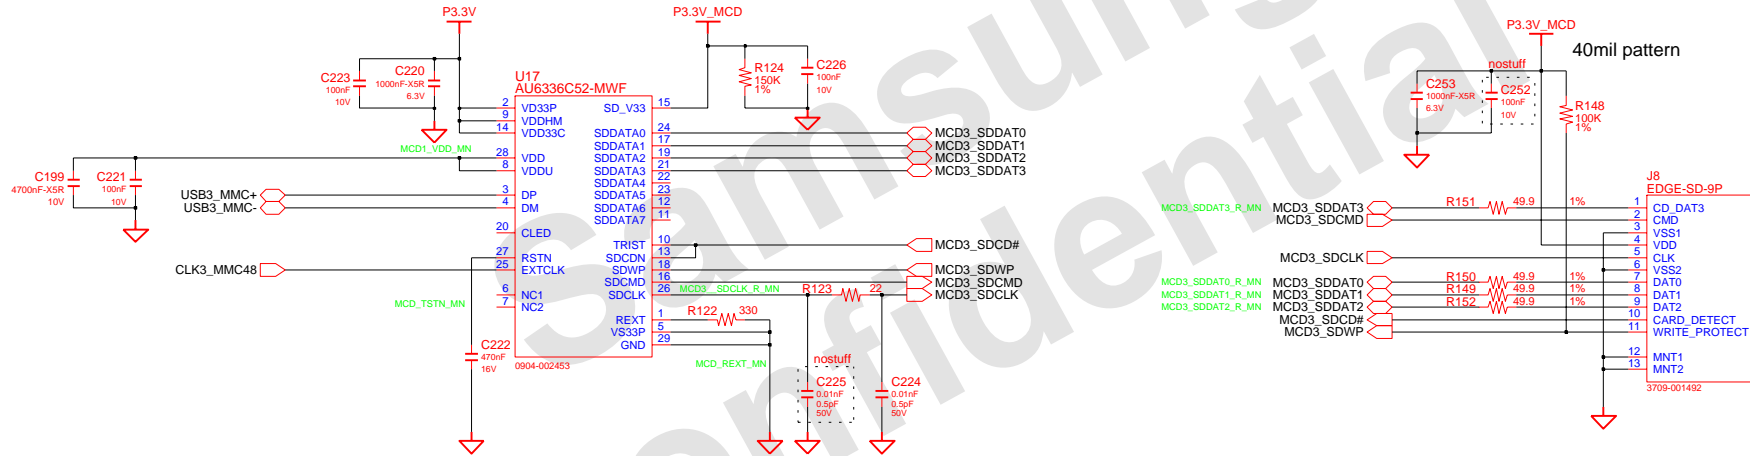 P3.3V
P3.3V_MCD
P3.3V_MCD
40mil pattern
nostuff
C223
100nF
10V
C220
1000nF-X5R
6.3V
U17
AU6336C52-MWF
R124
150K
1%
C226
100nF
10V
C253
1000nF-X5R
6.3V
C252
100nF
10V
R148
100K
1%
2 VD33P
9 VDDHM
14 VDD33C
28 VDD
8 VDDU
3 DP
4 DM
20 CLED
27 RSTN
25 EXTCLK
6 NC1
7 NC2
SD_V33 15
SDDATA0 24
SDDATA1 17
SDDATA2 19
SDDATA3 21
SDDATA4 22
SDDATA5 23
SDDATA6 12
SDDATA7 11
TRIST 10
SDCDN 13
SDWP 18
SDCMD 16
SDCLK 26
REXT 1
VS33P 5
GND 29
0904-002453
MCD1_VDD_MN
C199
4700nF-X5R
10V
C221
100nF
10V
USB3_MMC+
USB3_MMC-
CLK3_MMC48
MCD_TSTN_MN
C222
470nF
16V
MCD3_SDDAT0
MCD3_SDDAT1
MCD3_SDDAT2
MCD3_SDDAT3
MCD3_SDCD#
MCD3_SDWP
MCD3_SDCMD
MCD3_SDCLK
MCD3_SDCLK_R_MN
R123 22
R122 330
MCD_REXT_MN
nostuff
C225
0.01nF
0.5pF
50V
C224
0.01nF
0.5pF
50V
J8
EDGE-SD-9P
MCD3_SDDAT3_R_MN MCD3_SDDAT3 R151 49.9 1% 1 CD_DAT3
MCD3_SDCMD 2 CMD
3 VSS1
4 VDD
MCD3_SDCLK 5 CLK
6 VSS2
MCD3_SDDAT0_R_MN MCD3_SDDAT0 R150 49.9 1% 7 DAT0
MCD3_SDDAT1_R_MN MCD3_SDDAT1 R149 49.9 1% 8 DAT1
MCD3_SDDAT2_R_MN MCD3_SDDAT2 R152 49.9 1% 9 DAT2
MCD3_SDCD# 10 CARD_DETECT
MCD3_SDWP 11 WRITE_PROTECT
12 MNT1
13 MNT2
3709-001492
Samsung
Confidential